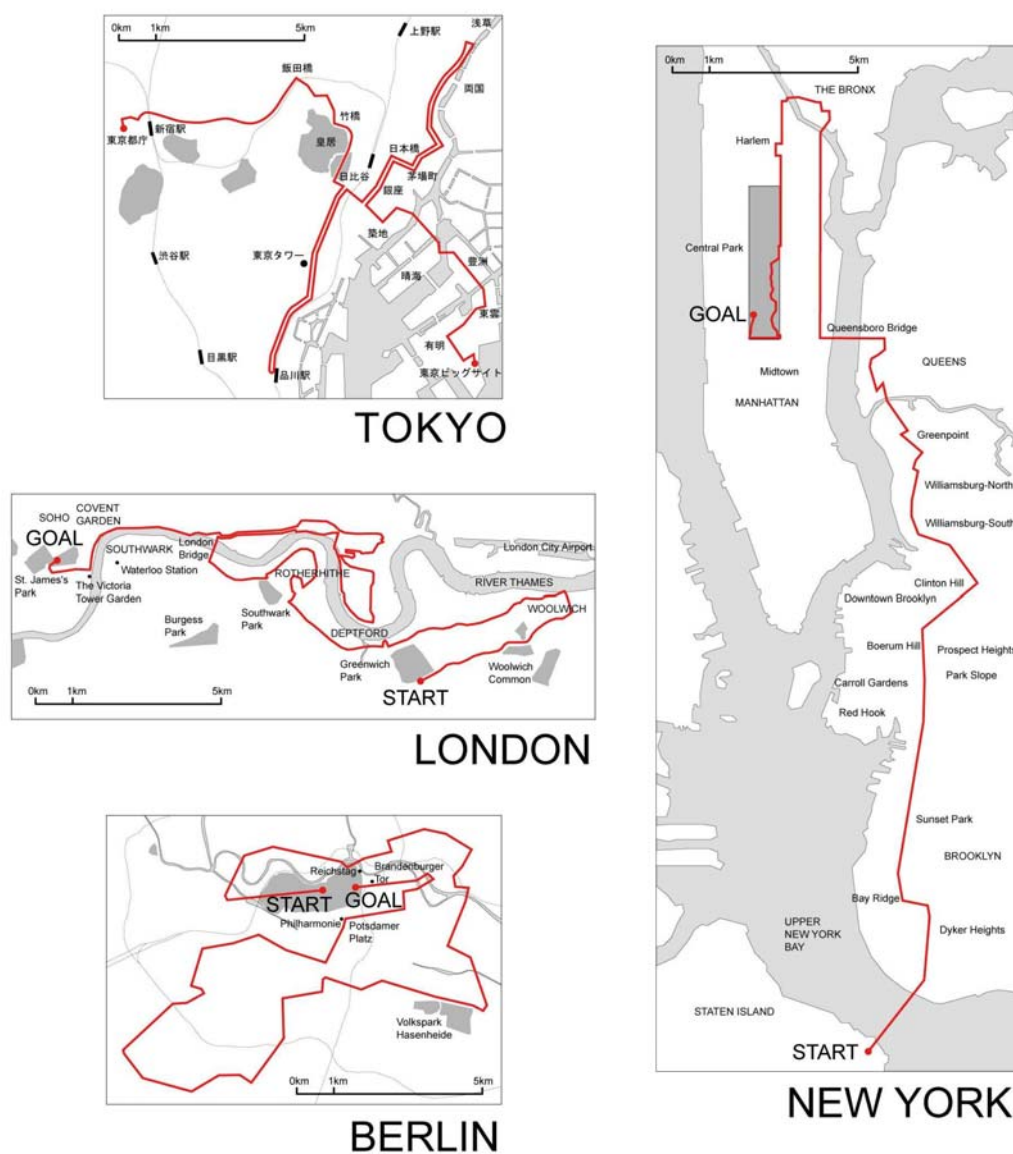 0km 1km 5km
浅草
上野駅
両国
飯田橋
竹橋
新宿駅
皇居
東京都庁
日本橋
日比谷
茅場町
銀座
築地
渋谷駅
東京タワー
豊洲
晴海
東雲
有明
目黒駅
品川駅
東京ビッグサイト
TOKYO
COVENT
GARDEN
SOHO
GOAL
SOUTHWARK
London
Bridge
Waterloo Station
St. James's
Park
The Victoria
Tower Garden
ROTHERHITHE
London City Airport
RIVER THAMES
WOOLWICH
Burgess
Park
Southwark
Park
DEPTFORD
Greenwich
Park
Woolwich
Common
START
0km 1km 5km
LONDON
Reichstag
Brandenburger
Tor
START
GOAL
Philharmonie
Potsdamer
Platz
Volkspark
Hasenheide
0km 1km 5km
BERLIN
0km 1km 5km
THE BRONX
Harlem
Central Park
GOAL
Queensboro Bridge
Midtown
QUEENS
MANHATTAN
Greenpoint
Williamsburg-North
Williamsburg-South
Clinton Hill
Downtown Brooklyn
Boerum Hill
Prospect Heights
Park Slope
Carroll Gardens
Red Hook
Sunset Park
BROOKLYN
Bay Ridge
UPPER
NEW YORK
BAY
Dyker Heights
STATEN ISLAND
START
NEW YORK